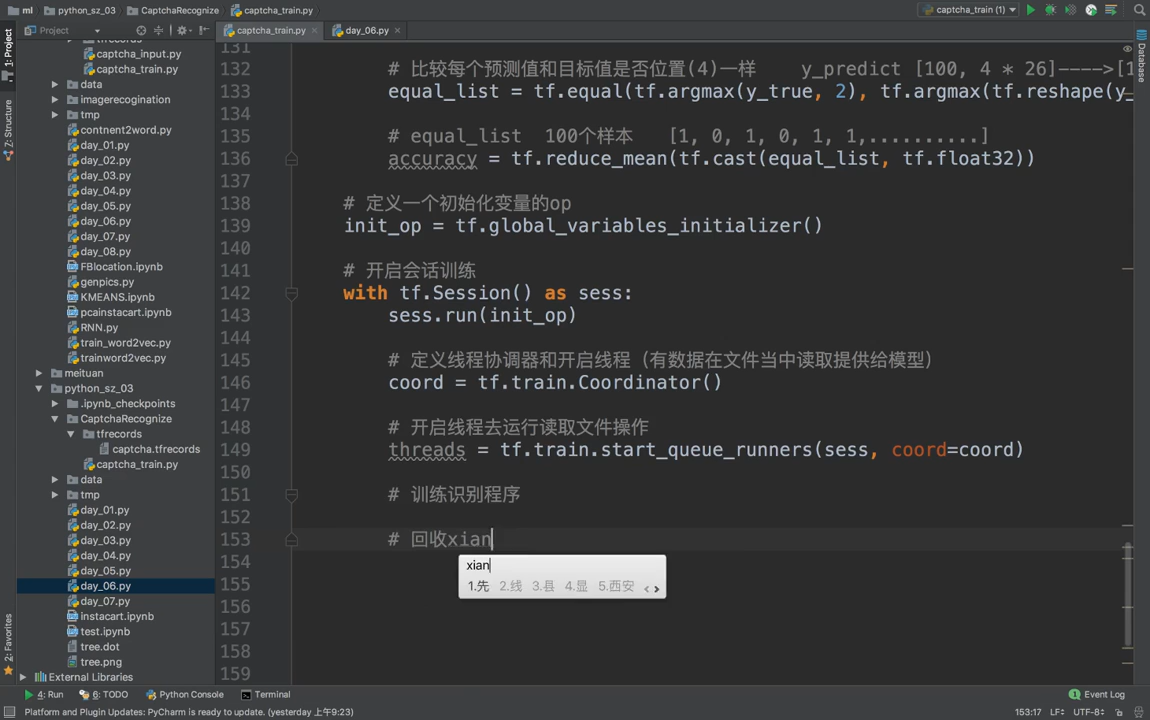 ml
python_sz_03
CaptchaRecognize
captcha_train.py
captcha_train (1)
Project
captcha_train.py
day_06.py
1: Project
Z: Structure
2: Favorites
Database
captcha_input.py
captcha_train.py
data
imagerecogination
tmp
contnent2word.py
day_01.py
day_02.py
day_03.py
day_04.py
day_05.py
day_06.py
day_07.py
day_08.py
FBlocation.ipynb
genpics.py
KMEANS.ipynb
pcainstacart.ipynb
RNN.py
train_word2vec.py
trainword2vec.py
meituan
python_sz_03
.ipynb_checkpoints
CaptchaRecognize
tfrecords
captcha.tfrecords
captcha_train.py
data
tmp
day_01.py
day_02.py
day_03.py
day_04.py
day_05.py
day_06.py
day_07.py
instacart.ipynb
test.ipynb
tree.dot
tree.png
External Libraries
131
132 # 比较每个预测值和目标值是否位置(4)一样 y_predict [100, 4 * 26]---->[1
133 equal_list = tf.equal(tf.argmax(y_true, 2), tf.argmax(tf.reshape(y_
134
135 # equal_list 100个样本 [1, 0, 1, 0, 1, 1,..........]
136 accuracy = tf.reduce_mean(tf.cast(equal_list, tf.float32))
137
138 # 定义一个初始化变量的op
139 init_op = tf.global_variables_initializer()
140
141 # 开启会话训练
142 with tf.Session() as sess:
143 sess.run(init_op)
144
145 # 定义线程协调器和开启线程（有数据在文件当中读取提供给模型）
146 coord = tf.train.Coordinator()
147
148 # 开启线程去运行读取文件操作
149 threads = tf.train.start_queue_runners(sess, coord=coord)
150
151 # 训练识别程序
152
153 # 回收xian
154
155
156
157
158
159
xian
1.先 2.线 3.县 4.显 5.西安 < >
4: Run
6: TODO
Python Console
Terminal
1 Event Log
Platform and Plugin Updates: PyCharm is ready to update. (yesterday 上午9:23)
153:17 LF UTF-8